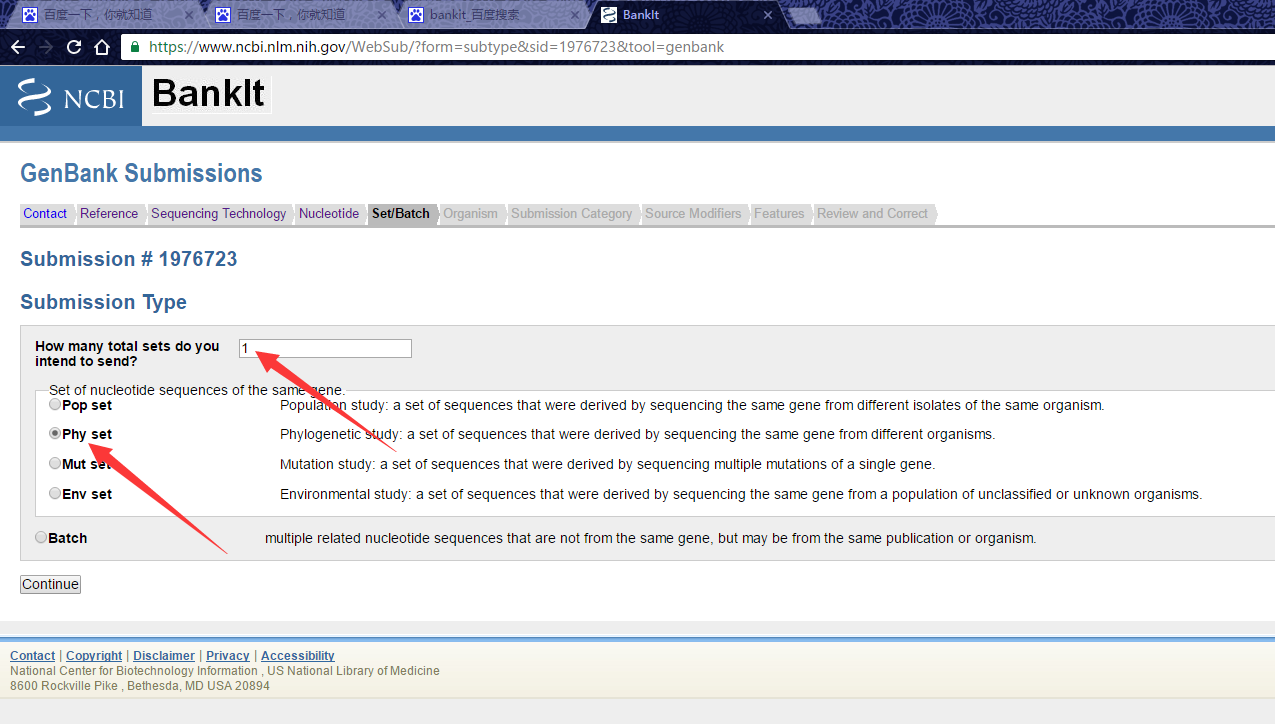 百度一下，你就知道
百度一下，你就知道
bankit_百度搜索
BankIt
https://www.ncbi.nlm.nih.gov/WebSub/?form=subtype&sid=1976723&tool=genbank
NCBI
BankIt
GenBank Submissions
Contact Reference Sequencing Technology Nucleotide Set/Batch Organism Submission Category Source Modifiers Features Review and Correct
Submission # 1976723
Submission Type
How many total sets do you
intend to send?
1
Set of nucleotide sequences of the same gene.
Pop set Population study: a set of sequences that were derived by sequencing the same gene from different isolates of the same organism.
Phy set Phylogenetic study: a set of sequences that were derived by sequencing the same gene from different organisms.
Mut set Mutation study: a set of sequences that were derived by sequencing multiple mutations of a single gene.
Env set Environmental study: a set of sequences that were derived by sequencing the same gene from a population of unclassified or unknown organisms.
Batch multiple related nucleotide sequences that are not from the same gene, but may be from the same publication or organism.
Continue
Contact | Copyright | Disclaimer | Privacy | Accessibility
National Center for Biotechnology Information , US National Library of Medicine
8600 Rockville Pike , Bethesda, MD USA 20894